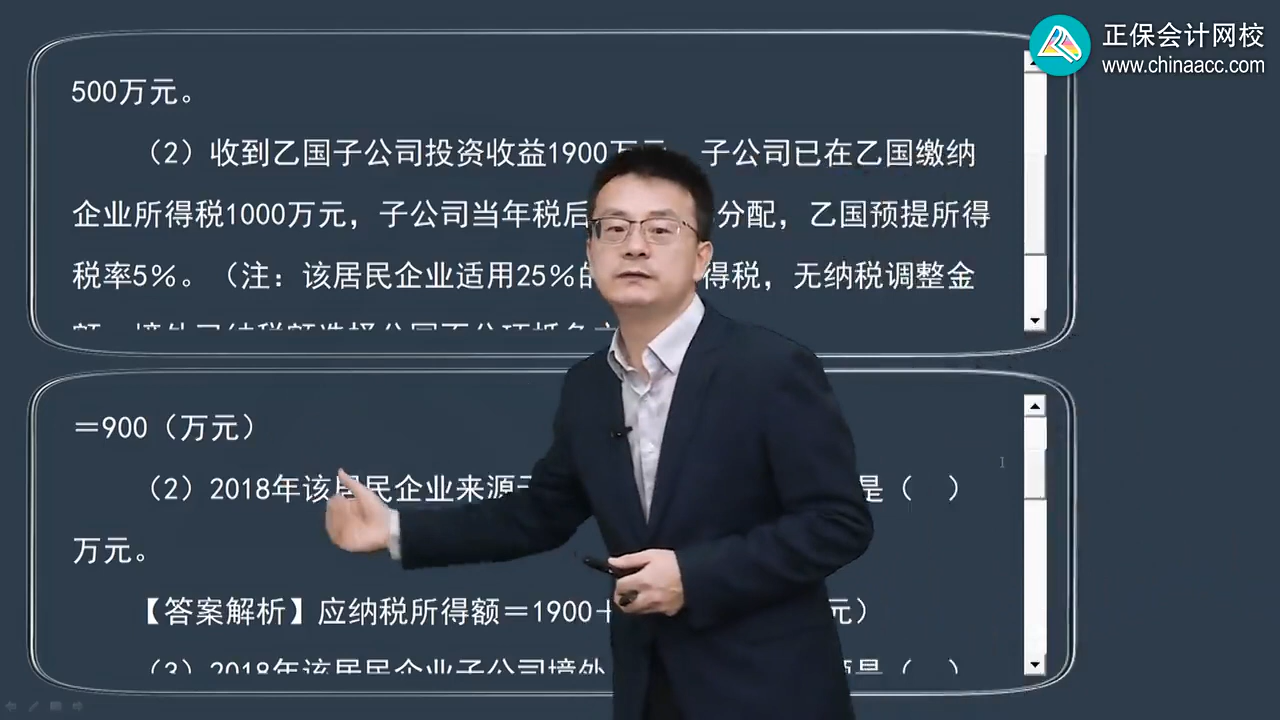 正保会计网校
www.chinaacc.com
500万元。
（2）收到乙国子公司投资收益1900万元 子公司已在乙国缴纳
企业所得税1000万元，子公司当年税后 分配，乙国预提所得
税率5%。（注：该居民企业适用25%的 得税，无纳税调整金
＝900（万元）
（2）2018年该居民企业来源于 是（ ）
万元。
【答案解析】应纳税所得额＝1900＋ 元）
（3）2018年该居民企业子公司境外 是（ ）